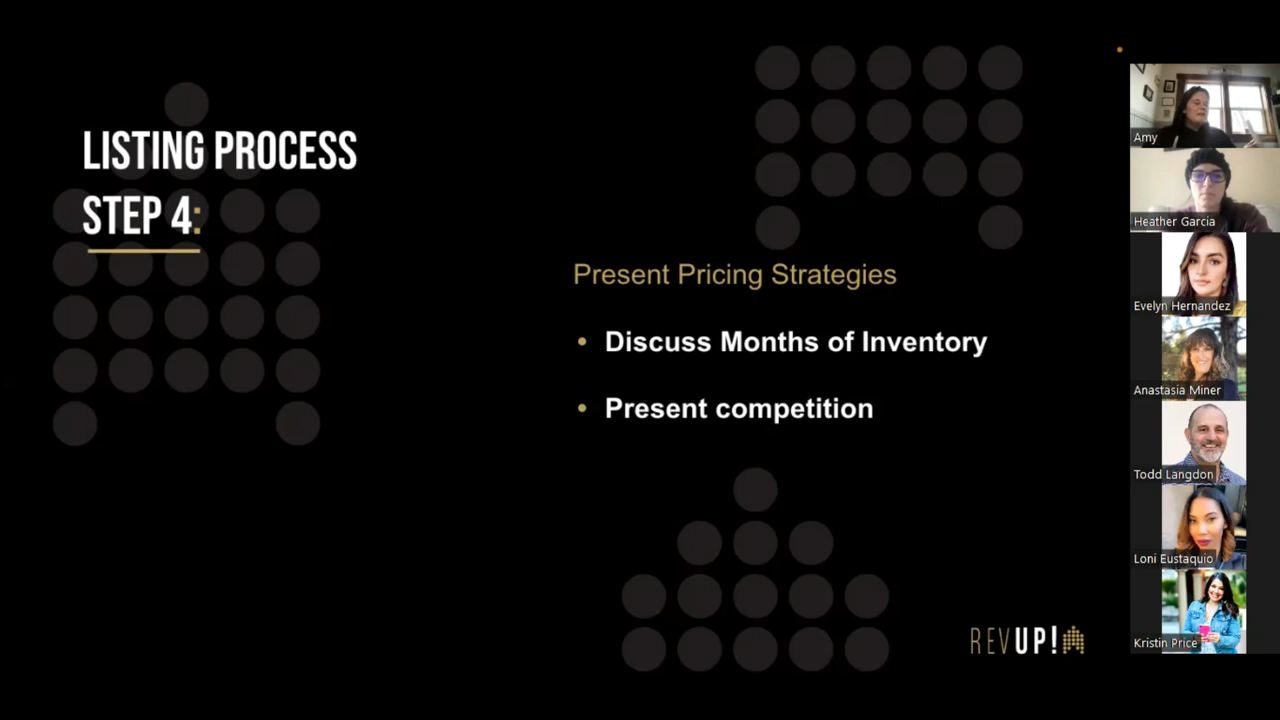 LISTING PROCESS
STEP 4:
Present Pricing Strategies
• Discuss Months of Inventory
• Present competition
REVUP!
Amy
Heather Garcia
Evelyn Hernandez
Anastasia Miner
Todd Langdon
Loni Eustaquio
Kristin Price